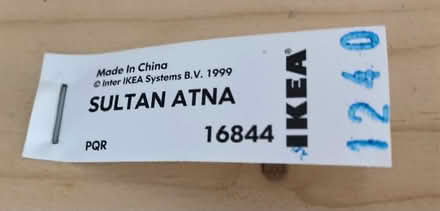 Made In China
© Inter IKEA Systems B.V. 1999
SULTAN ATNA
PQR
16844
IKEA®
1240